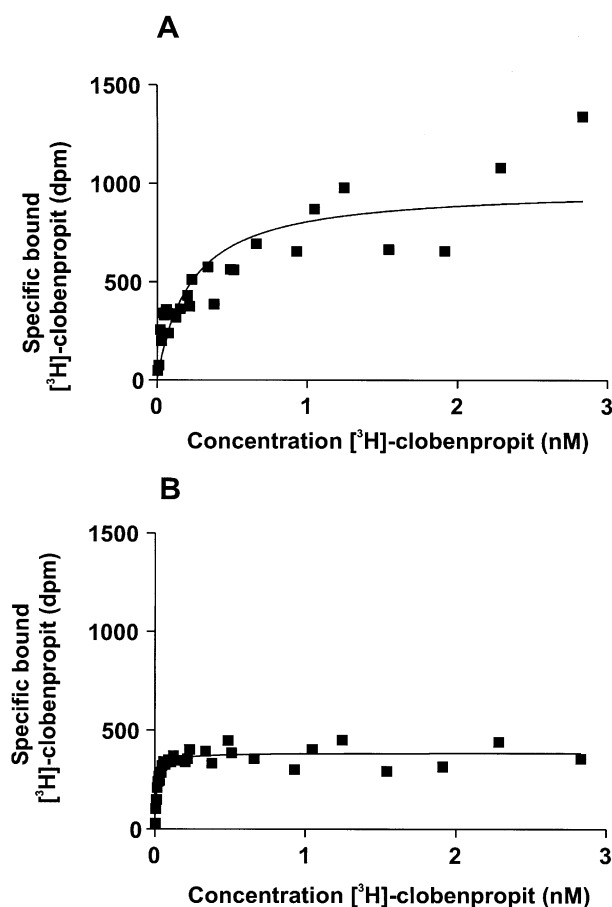 A
1500
1000
500
0
Specific bound
[³H]-clobenpropit (dpm)
0 1 2 3
Concentration [³H]-clobenpropit (nM)
B
1500
1000
500
0
Specific bound
[³H]-clobenpropit (dpm)
0 1 2 3
Concentration [³H]-clobenpropit (nM)